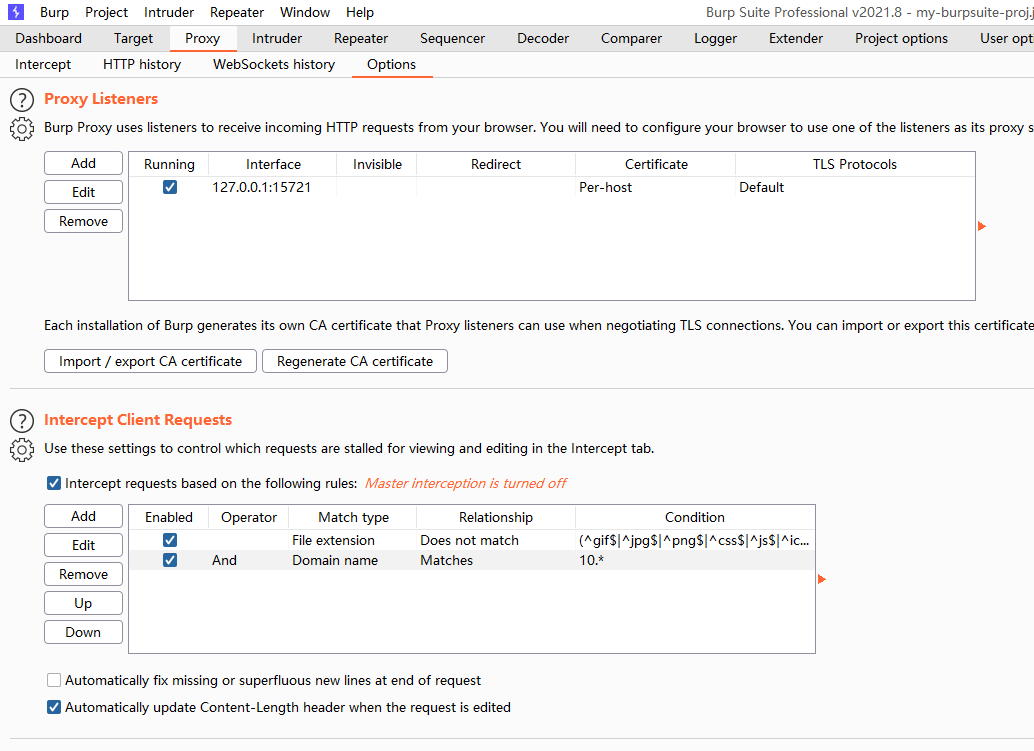 Burp Project Intruder Repeater Window Help Burp Suite Professional v2021.8 - my-burpsuite-proj.j
Dashboard Target Proxy Intruder Repeater Sequencer Decoder Comparer Logger Extender Project options User opti
Intercept HTTP history WebSockets history Options
Proxy Listeners
Burp Proxy uses listeners to receive incoming HTTP requests from your browser. You will need to configure your browser to use one of the listeners as its proxy s
Add
Edit
Remove
Running Interface Invisible Redirect Certificate TLS Protocols
127.0.0.1:15721 Per-host Default
Each installation of Burp generates its own CA certificate that Proxy listeners can use when negotiating TLS connections. You can import or export this certificate
Import / export CA certificate Regenerate CA certificate
Intercept Client Requests
Use these settings to control which requests are stalled for viewing and editing in the Intercept tab.
Intercept requests based on the following rules: Master interception is turned off
Add
Edit
Remove
Up
Down
Enabled Operator Match type Relationship Condition
File extension Does not match (^gif$|^jpg$|^png$|^css$|^js$|^ic...
And Domain name Matches 10.*
Automatically fix missing or superfluous new lines at end of request
Automatically update Content-Length header when the request is edited